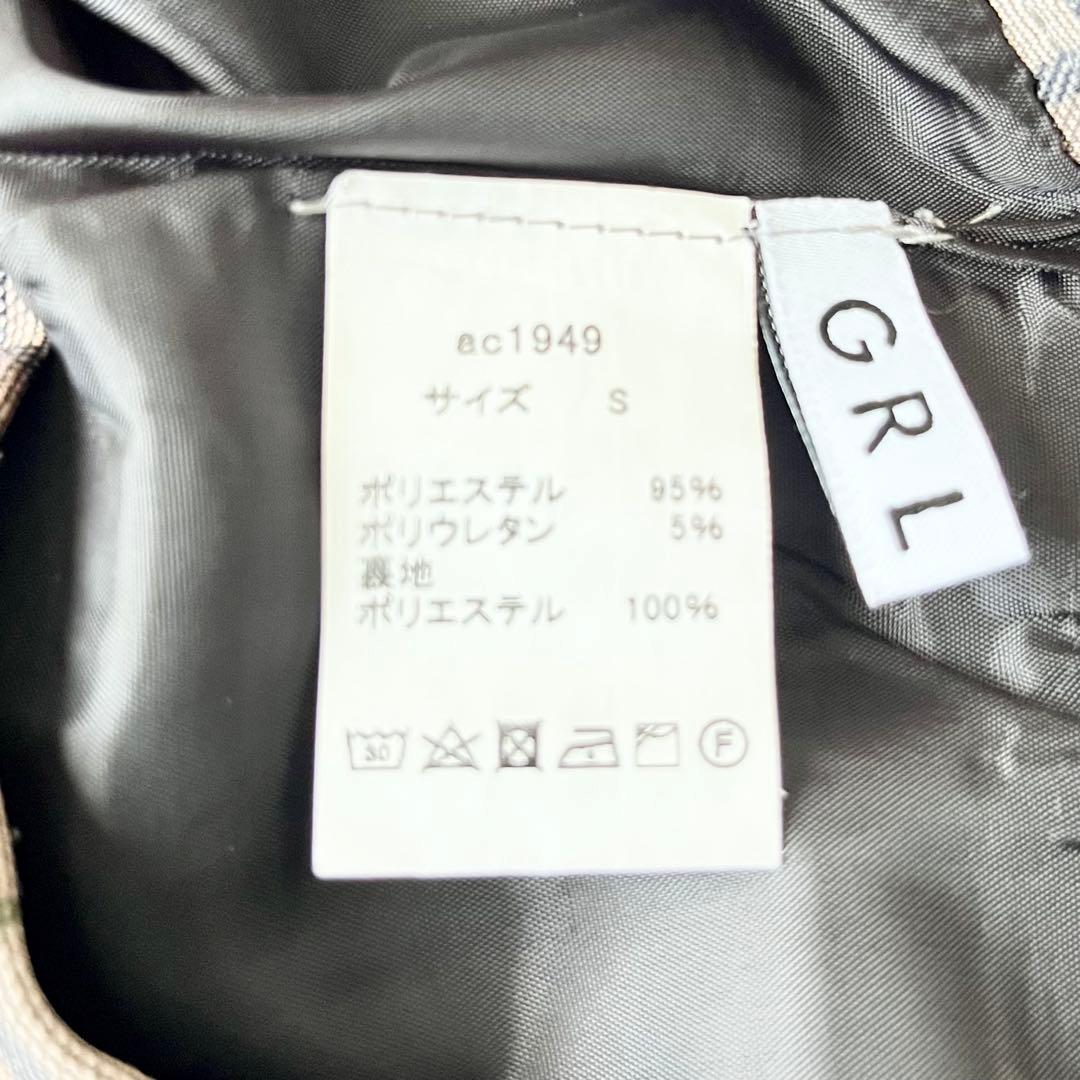 ac1949
サイズ S
ポリエステル 95%
ポリウレタン 5%
裏地
ポリエステル 100%
30
F
GRL